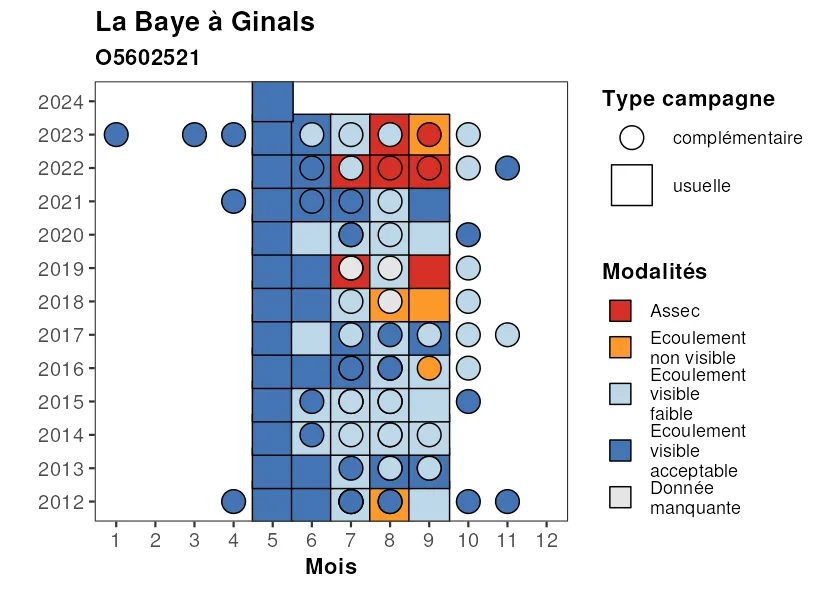 La Baye à Ginals
O5602521
2024
2023
2022
2021
2020
2019
2018
2017
2016
2015
2014
2013
2012
1 2 3 4 5 6 7 8 9 10 11 12
Mois
Type campagne
complémentaire
usuelle
Modalités
Assec
Ecoulement
non visible
Ecoulement
visible
faible
Ecoulement
visible
acceptable
Donnée
manquante